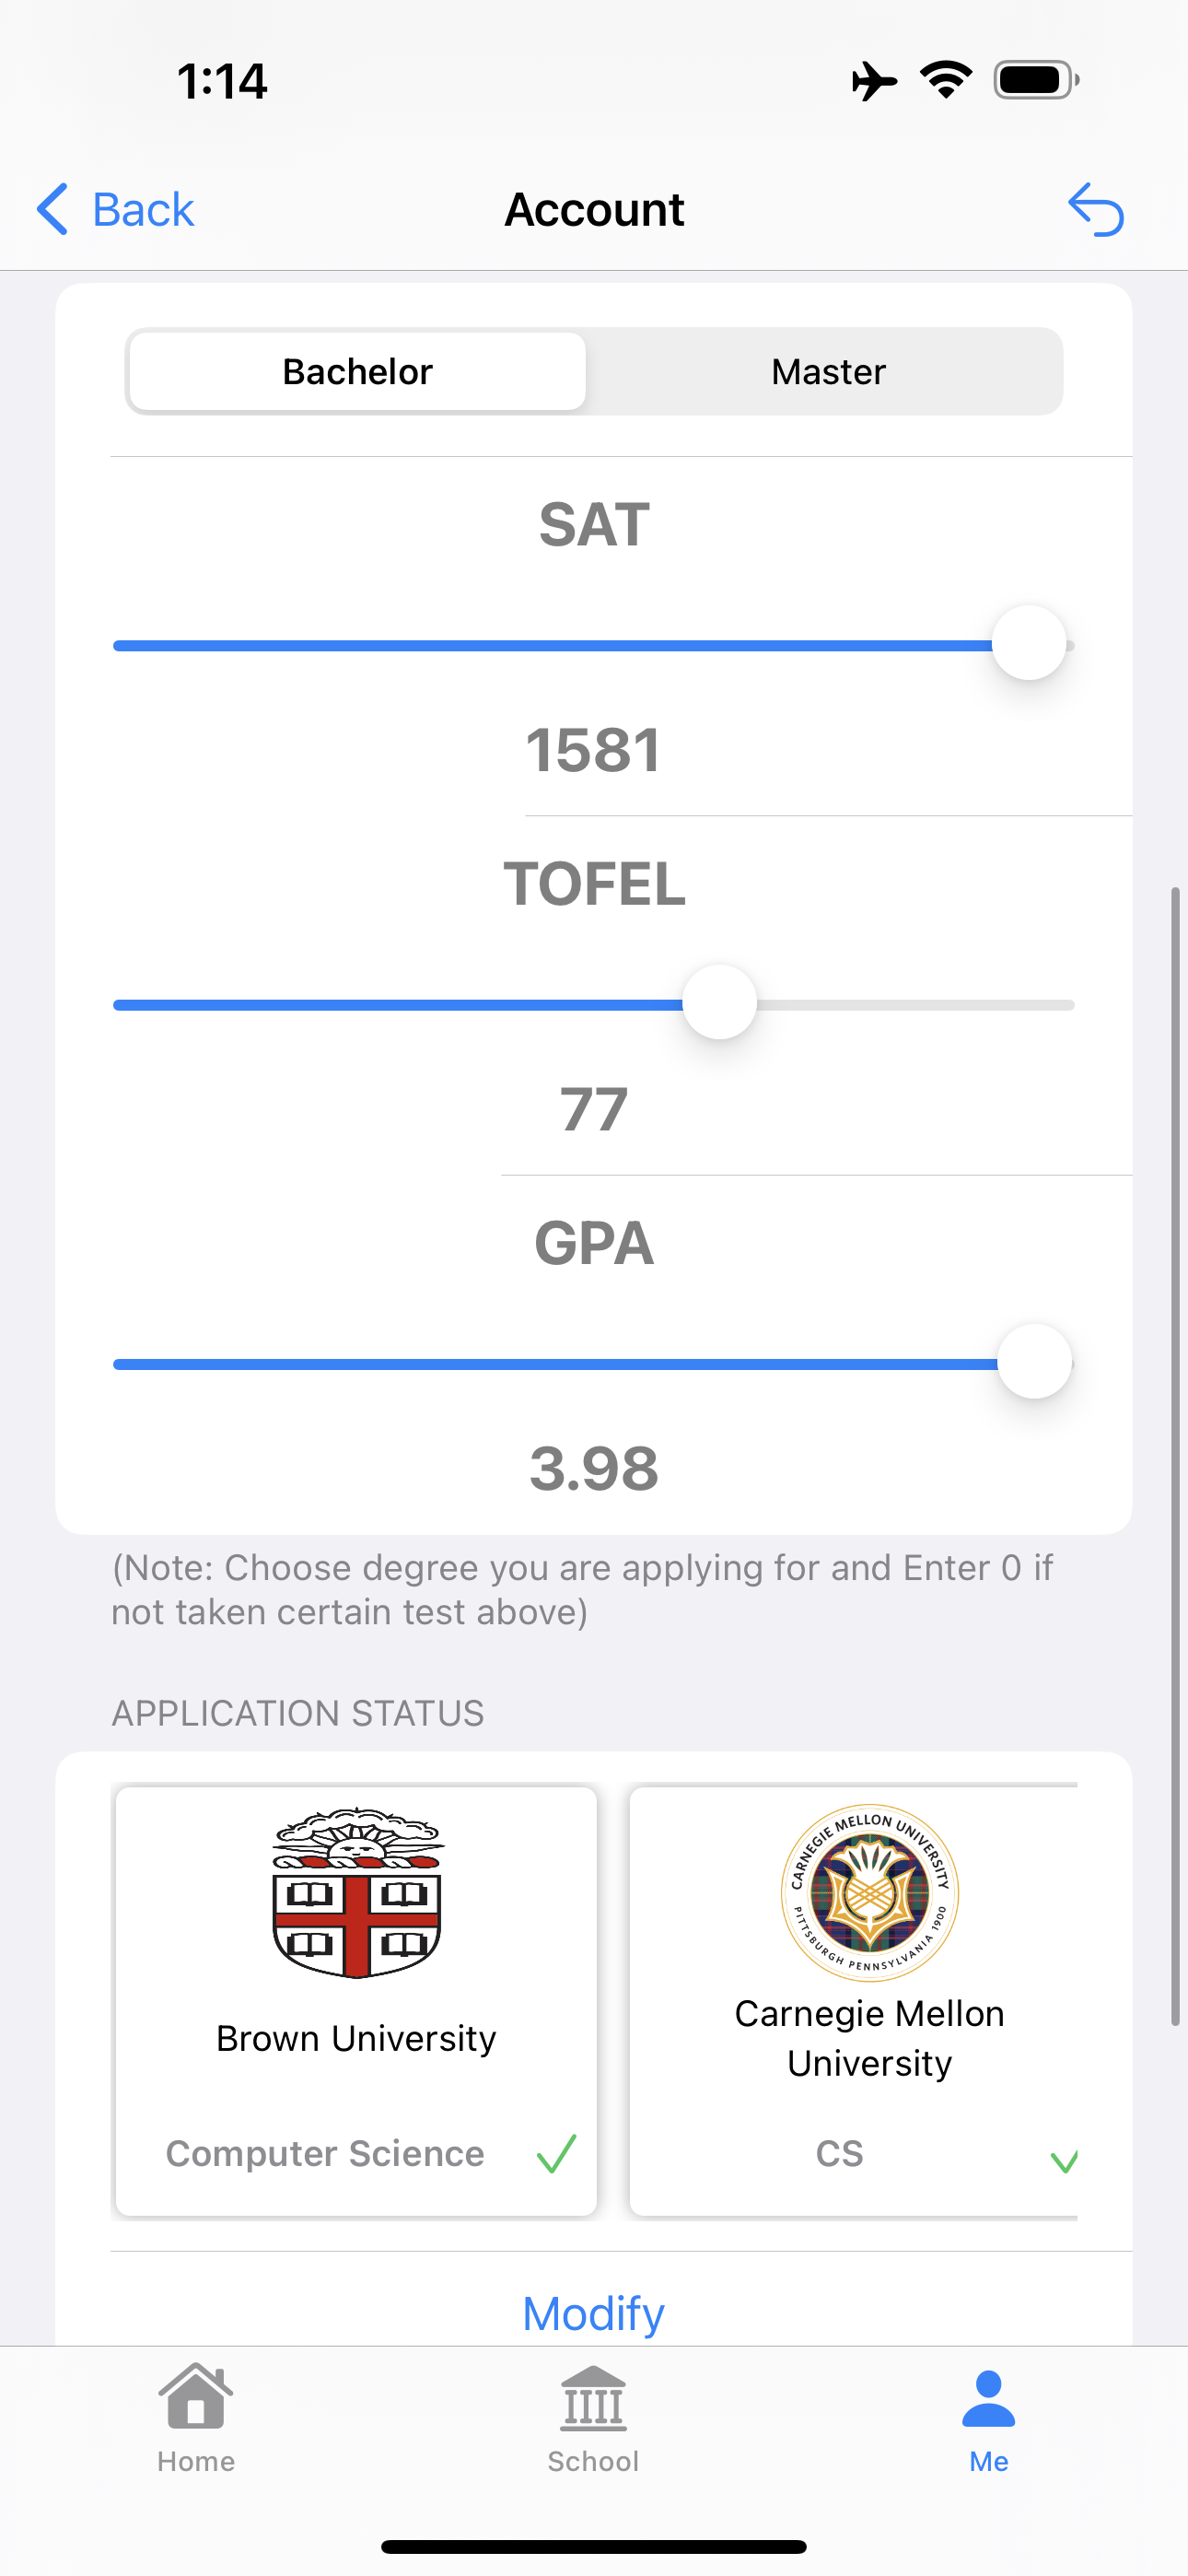 1:14
Back
Account
Bachelor
Master
SAT
1581
TOFEL
77
GPA
3.98
(Note: Choose degree you are applying for and Enter 0 if
not taken certain test above)
APPLICATION STATUS
CARNEGIE MELLON UNIVERSITY
PITTSBURGH PENNSYLVANIA 1900
Brown University
Carnegie Mellon
University
Computer Science
CS
Modify
Home
School
Me